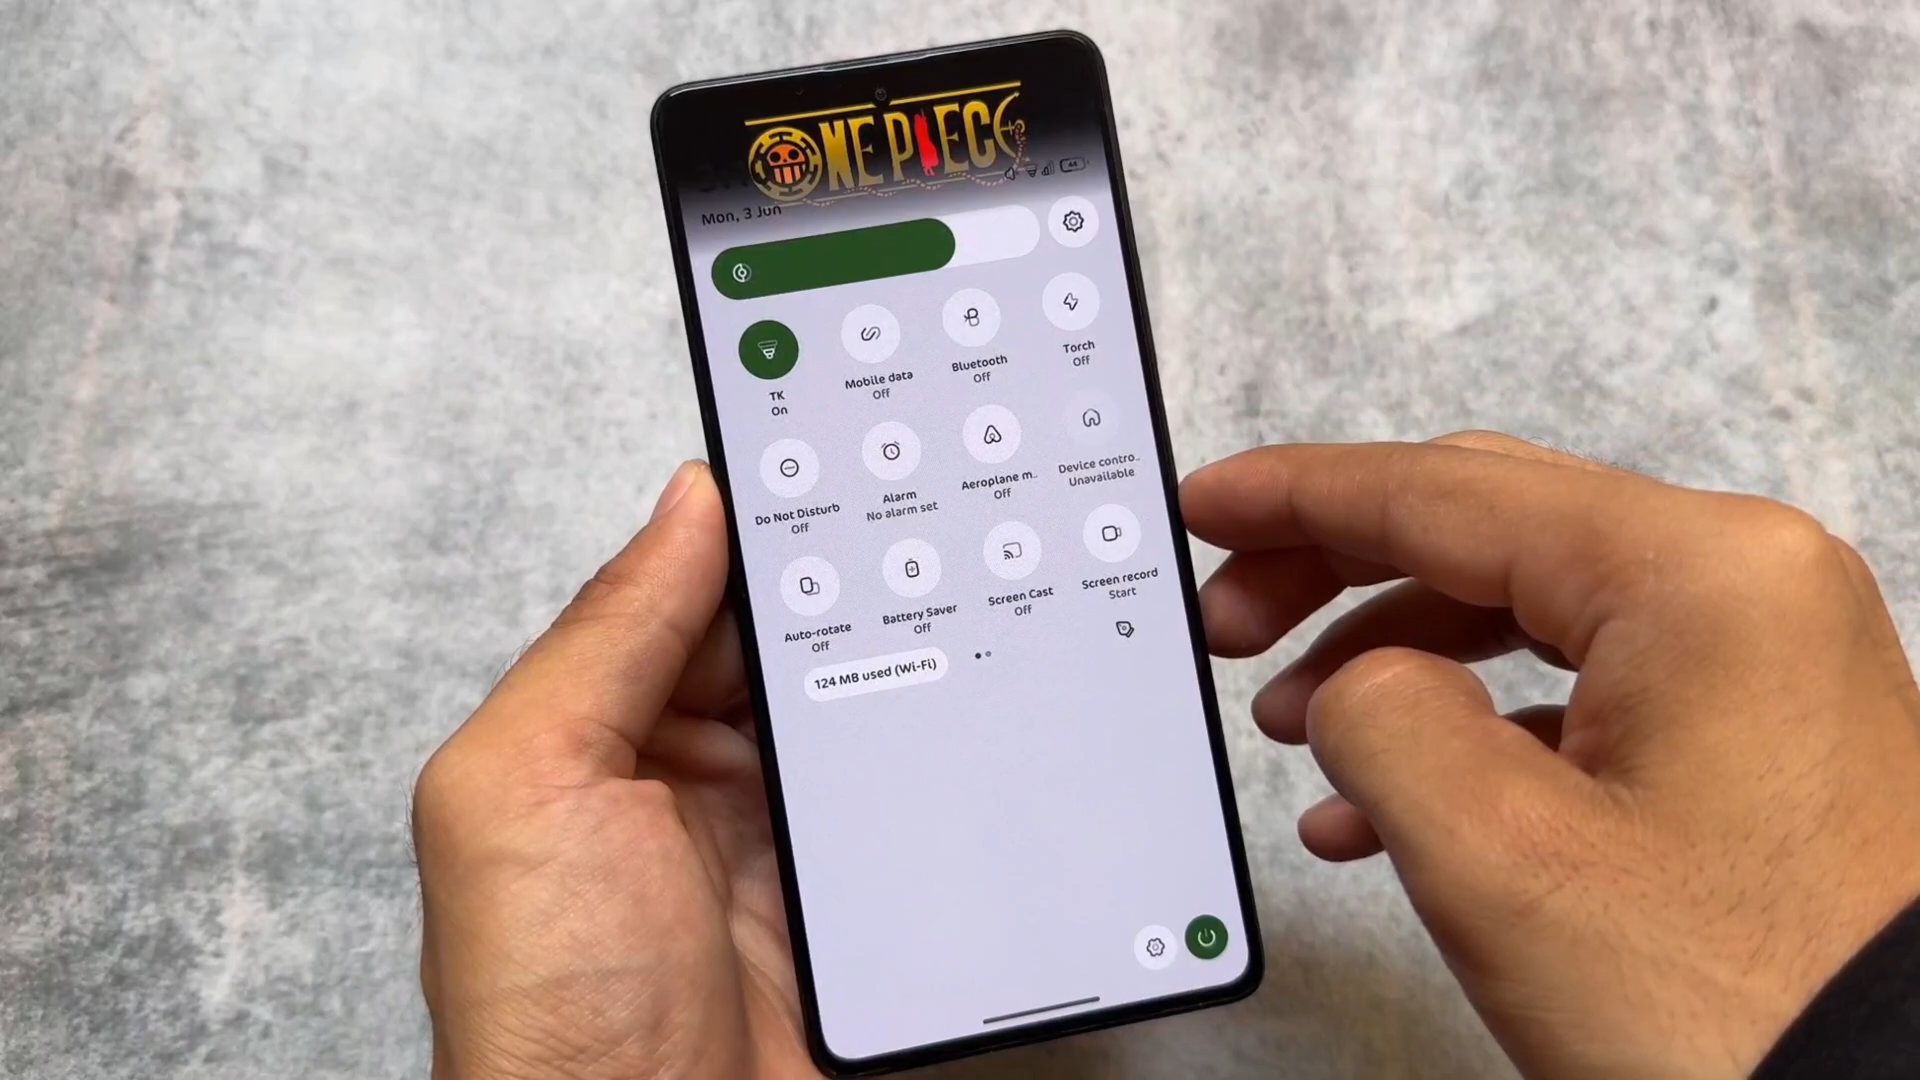 ONE PIECE
44
Mon, 3 Jun
TK
On
Mobile data
Off
Bluetooth
Off
Torch
Off
Do Not Disturb
Off
Alarm
No alarm set
Aeroplane m..
Off
Device contro..
Unavailable
Auto-rotate
Off
Battery Saver
Off
Screen Cast
Off
Screen record
Start
124 MB used (Wi-Fi)